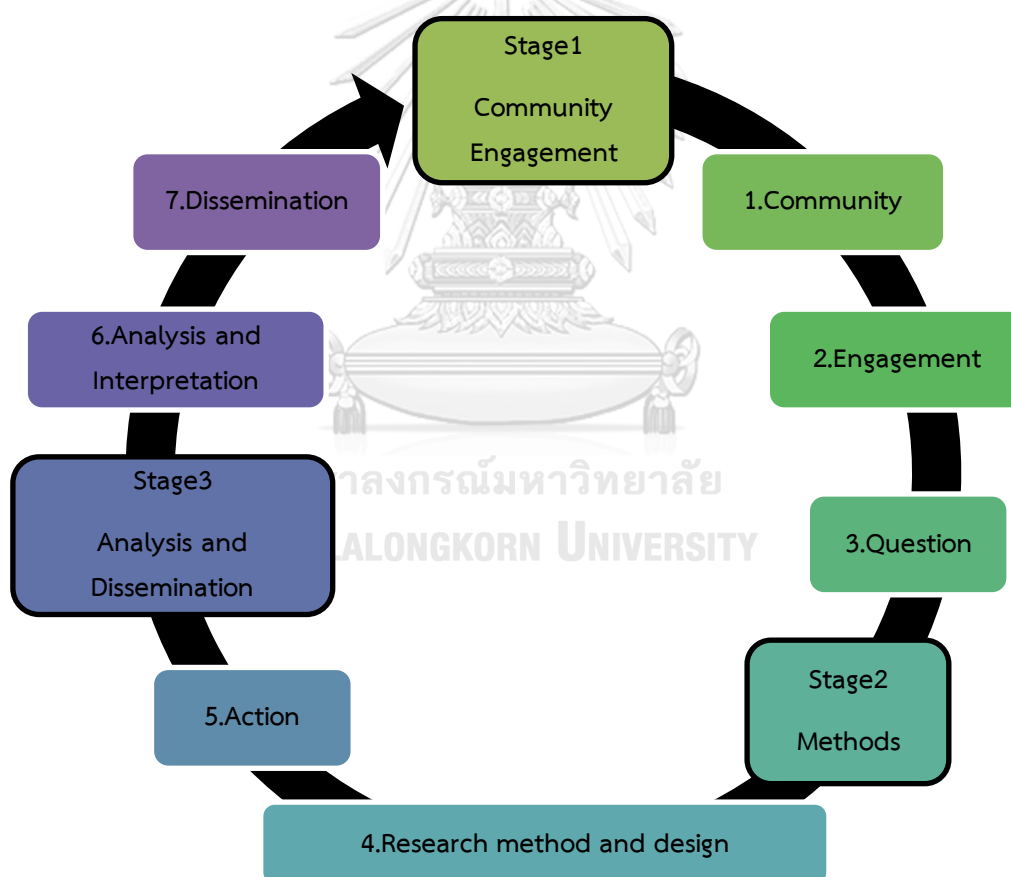 Stage1
Community
Engagement
1.Community
2.Engagement
3.Question
Stage2
Methods
4.Research method and design
5.Action
Stage3
Analysis and
Dissemination
6.Analysis and
Interpretation
7.Dissemination
าลงกรณ์มหาวิทยาลัย
LALONGKORN UNIVERSITY